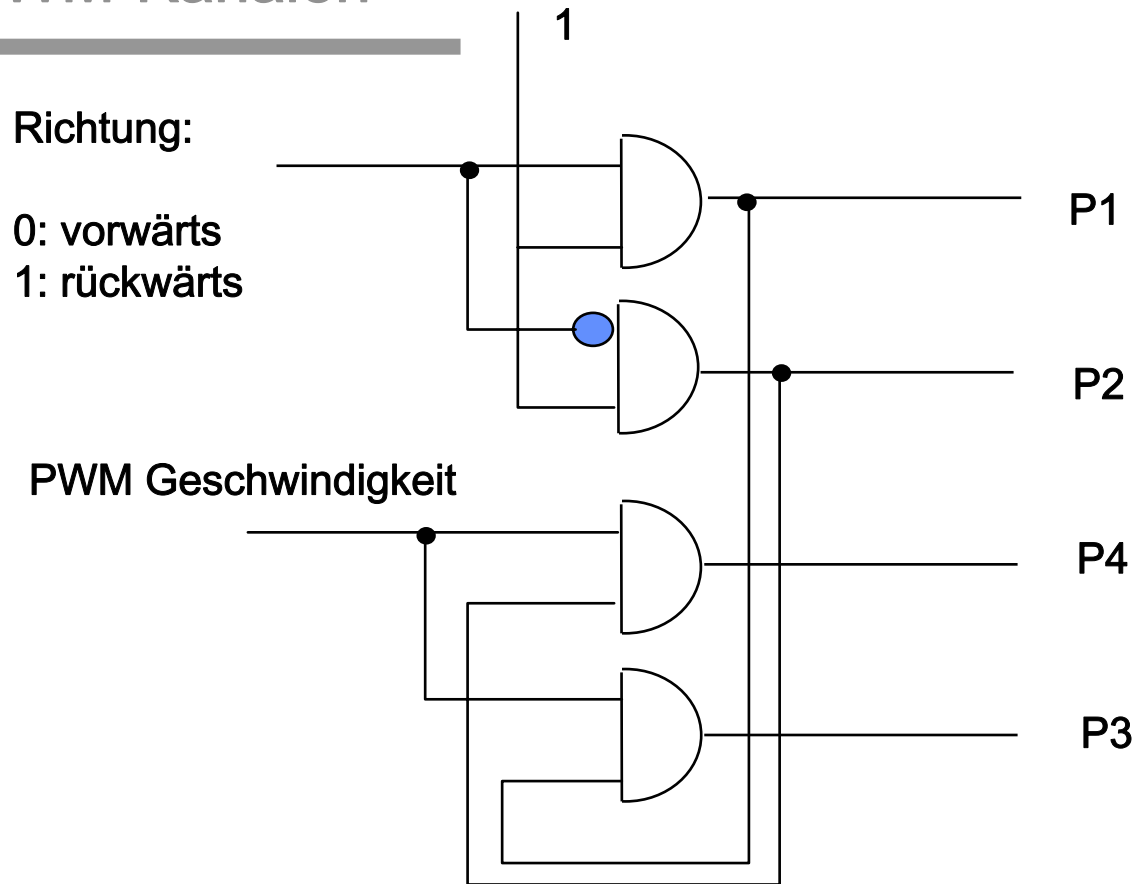 1
Richtung:
0: vorwärts
1: rückwärts
P1
P2
PWM Geschwindigkeit
P4
P3